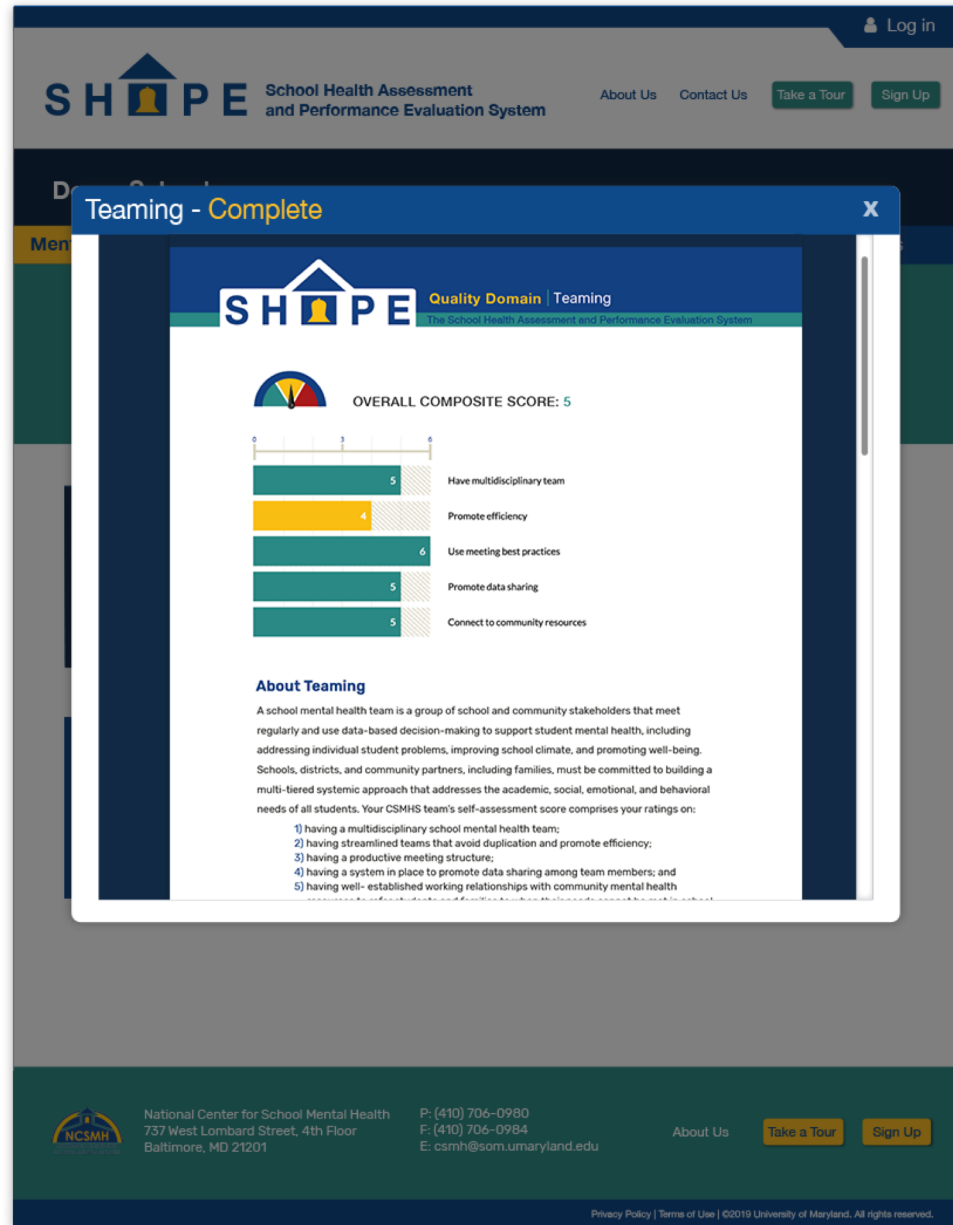 Log in
SHAPE
School Health Assessment
and Performance Evaluation System
About Us
Contact Us
Take a Tour
Sign Up
Teaming - Complete
X
SHAPE
Quality Domain | Teaming
The School Health Assessment and Performance Evaluation System
OVERALL COMPOSITE SCORE: 5
0 3 6
5 Have multidisciplinary team
4 Promote efficiency
6 Use meeting best practices
5 Promote data sharing
5 Connect to community resources
About Teaming
A school mental health team is a group of school and community stakeholders that meet
regularly and use data-based decision-making to support student mental health, including
addressing individual student problems, improving school climate, and promoting well-being.
Schools, districts, and community partners, including families, must be committed to building a
multi-tiered systemic approach that addresses the academic, social, emotional, and behavioral
needs of all students. Your CSMHS team's self-assessment score comprises your ratings on:
1) having a multidisciplinary school mental health team;
2) having streamlined teams that avoid duplication and promote efficiency;
3) having a productive meeting structure;
4) having a system in place to promote data sharing among team members; and
5) having well- established working relationships with community mental health
NCSMH
National Center for School Mental Health
737 West Lombard Street, 4th Floor
Baltimore, MD 21201
P: (410) 706-0980
F: (410) 706-0984
E: csmh@som.umaryland.edu
About Us
Take a Tour
Sign Up
Privacy Policy | Terms of Use | ©2019 University of Maryland. All rights reserved.